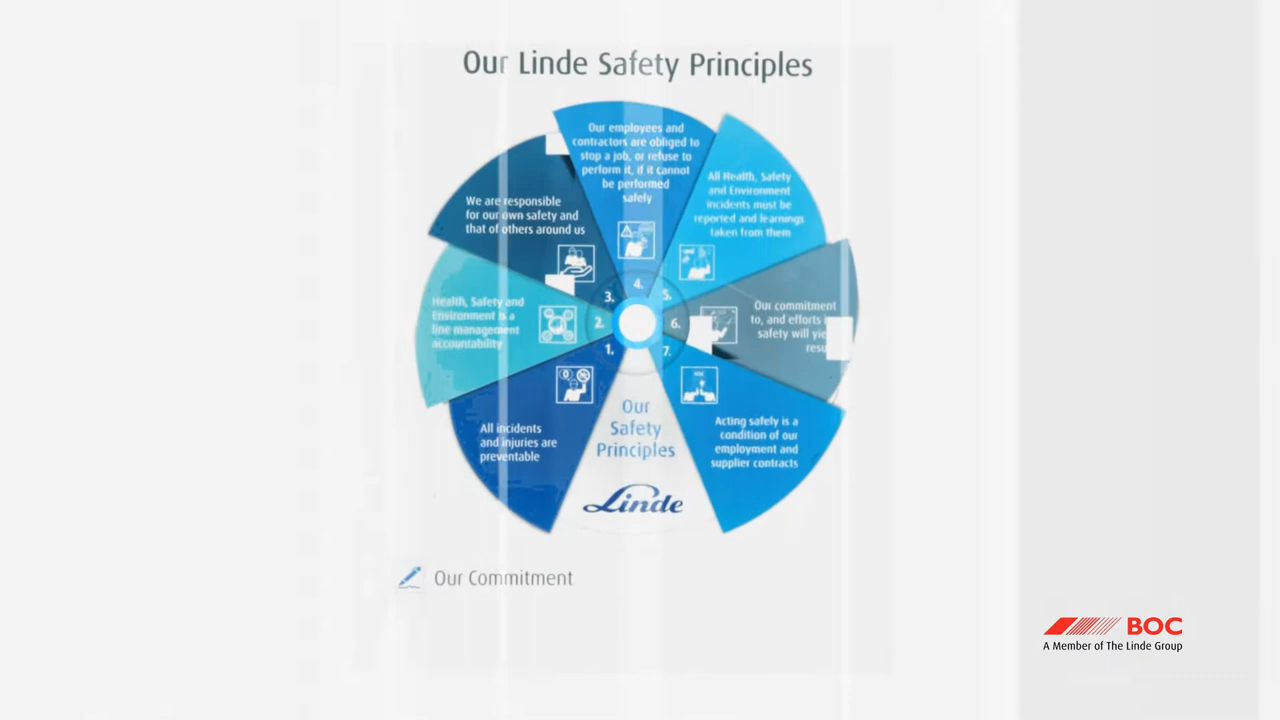 Our Linde Safety Principles
Our employees and
contractors are obliged to
stop a job, or refuse to
perform it, if it cannot
be performed
safely
All Health, Safety
and Environment
incidents must be
reported and learnings
taken from them
We are responsible
for our own safety and
that of others around us
Health, Safety and
Environment is a
line management
accountability
Our commitment
to, and efforts
safety will
4.
3.
5.
2.
6.
1.
7.
All incidents
and injuries are
preventable
Our
Safety
Principles
Acting safely is a
condition of our
employment and
supplier contracts
Linde
Our Commitment
BOC
A Member of The Linde Group